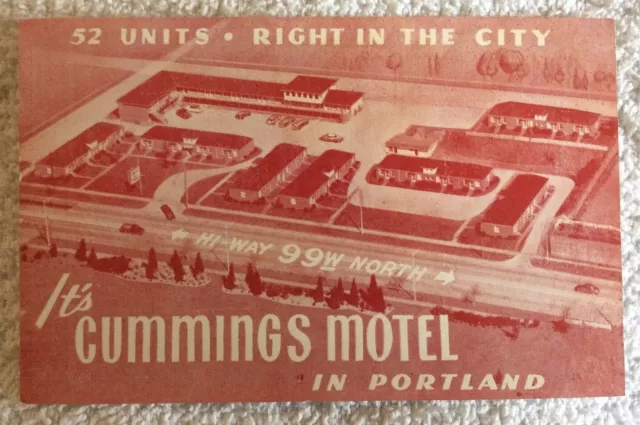 52 UNITS • RIGHT IN THE CITY
HI-WAY 99W NORTH
It's
CUMMINGS MOTEL
IN PORTLAND